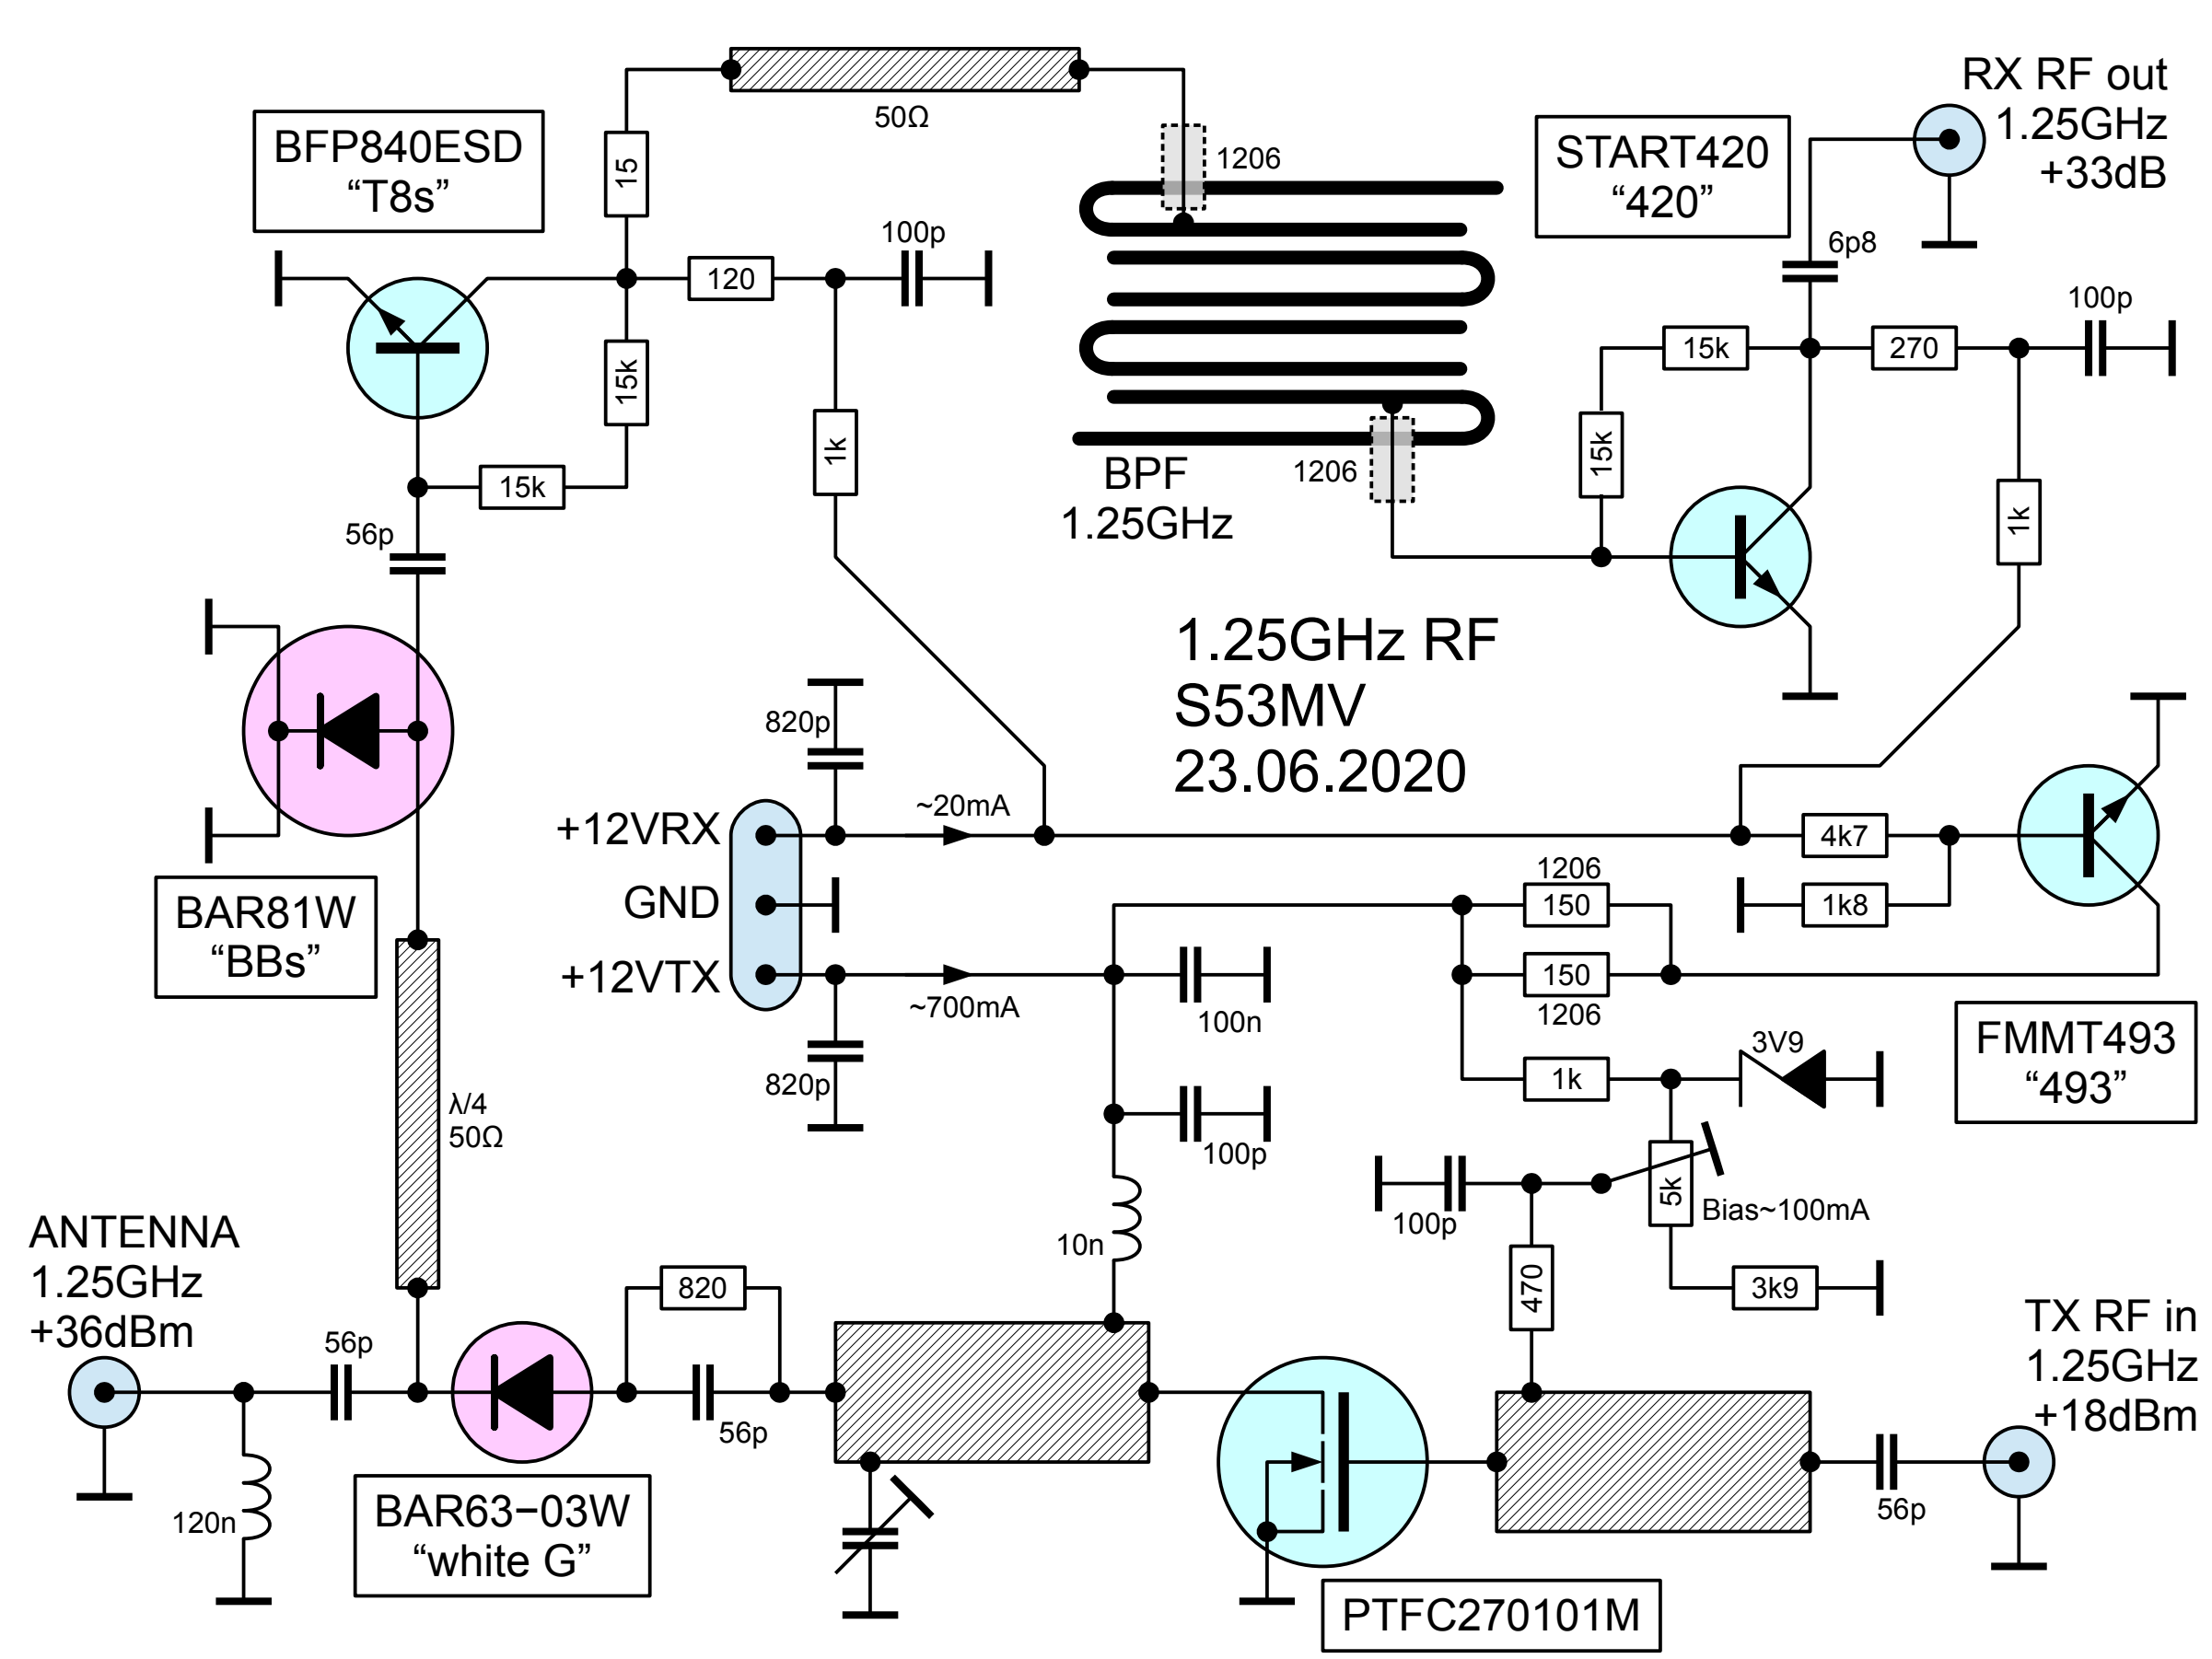 RX RF out
1.25GHz
+33dB
50Ω
BFP840ESD
“T8s”
15
1206
START420
“420”
100p
6p8
120
100p
15k
270
15k
1k
15k
1206
BPF
1.25GHz
15k
1k
56p
1.25GHz RF
S53MV
23.06.2020
820p
+12VRX
~20mA
4k7
1206
150
1k8
GND
BAR81W
“BBs”
+12VTX
~700mA
150
1206
100n
820p
FMMT493
“493”
3V9
1k
λ/4
50Ω
100p
5k
Bias~100mA
100p
10n
470
3k9
ANTENNA
1.25GHz
+36dBm
820
56p
56p
TX RF in
1.25GHz
+18dBm
120n
BAR63−03W
“white G”
56p
PTFC270101M